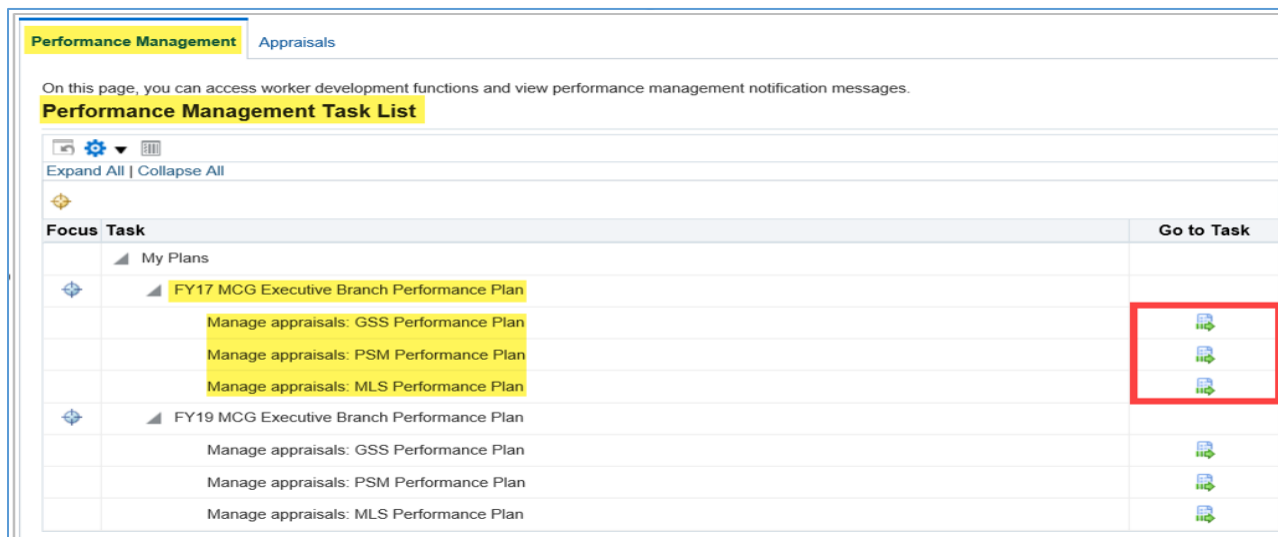 Performance Management Appraisals
On this page, you can access worker development functions and view performance management notification messages.
Performance Management Task List
Expand All | Collapse All
Focus Task Go to Task
My Plans
FY17 MCG Executive Branch Performance Plan
Manage appraisals: GSS Performance Plan
Manage appraisals: PSM Performance Plan
Manage appraisals: MLS Performance Plan
FY19 MCG Executive Branch Performance Plan
Manage appraisals: GSS Performance Plan
Manage appraisals: PSM Performance Plan
Manage appraisals: MLS Performance Plan